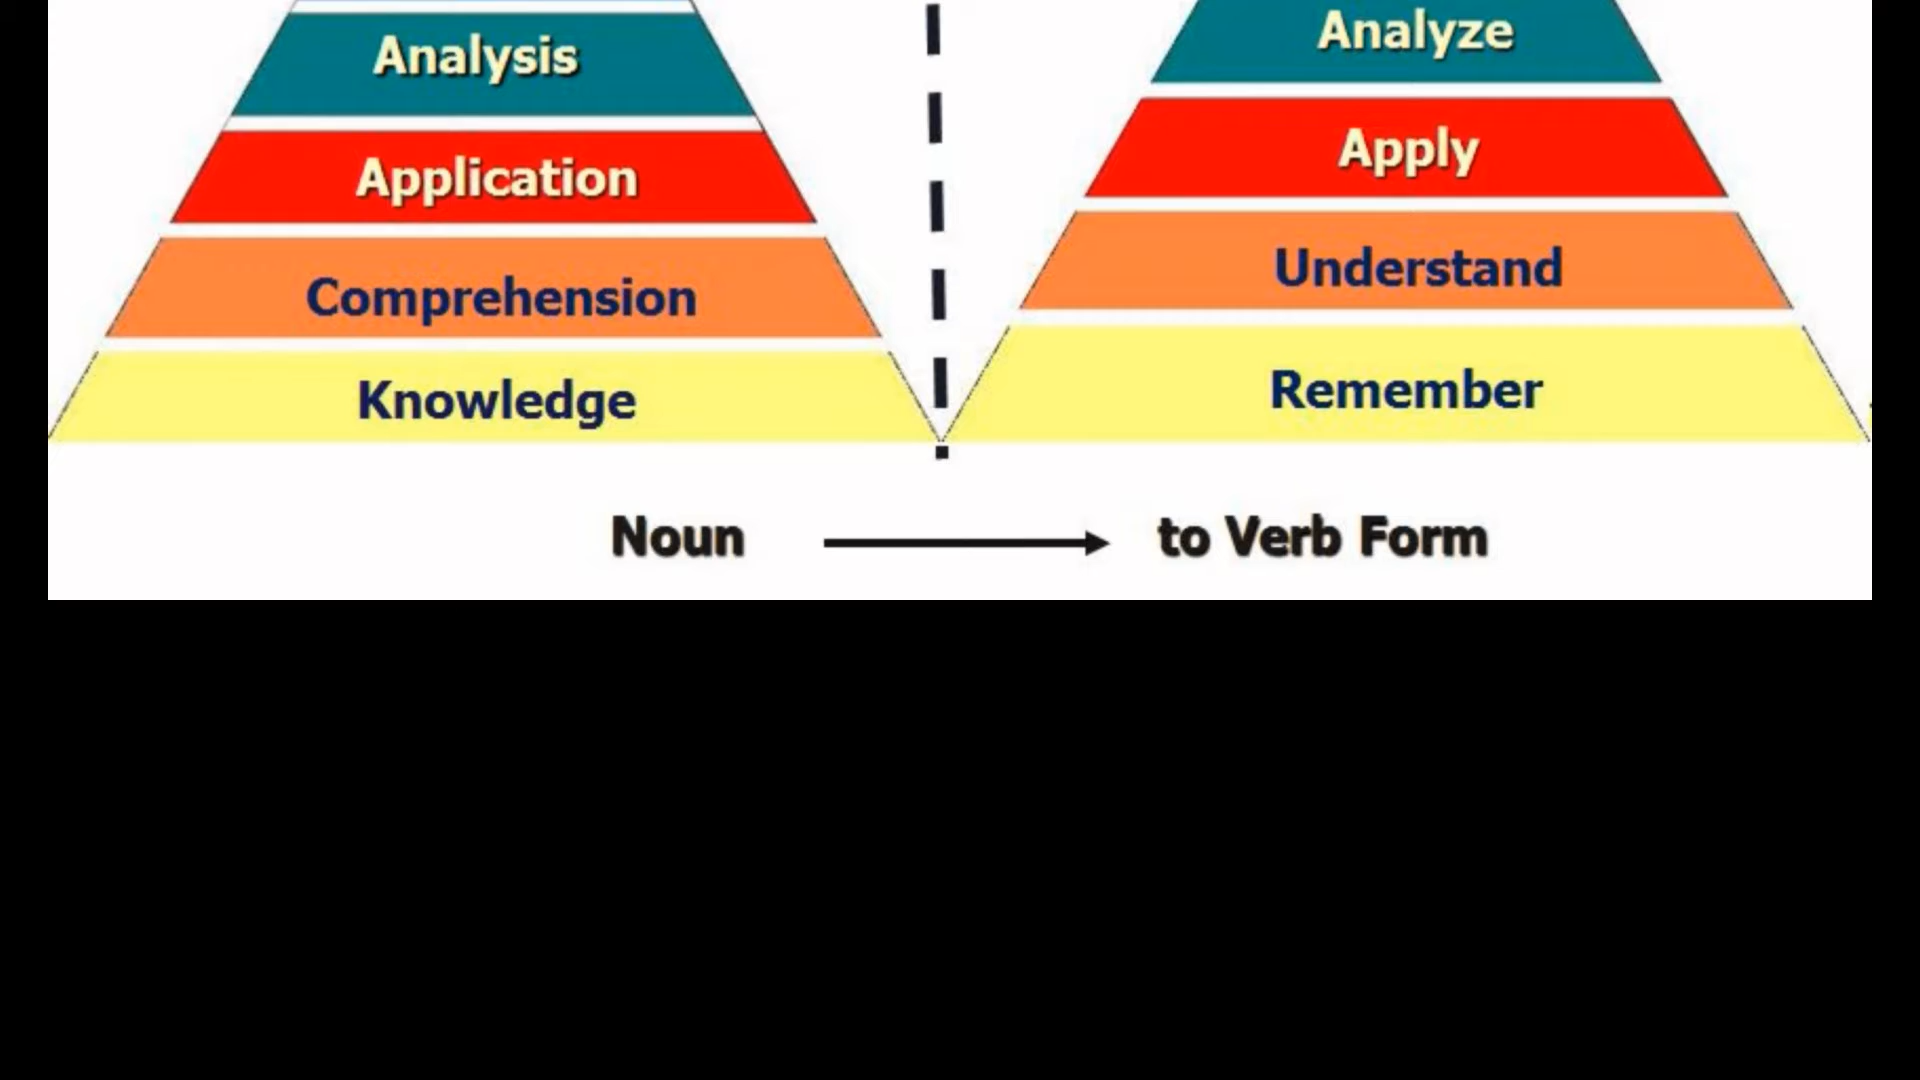 Analysis
Application
Comprehension
Knowledge
Analyze
Apply
Understand
Remember
Noun to Verb Form